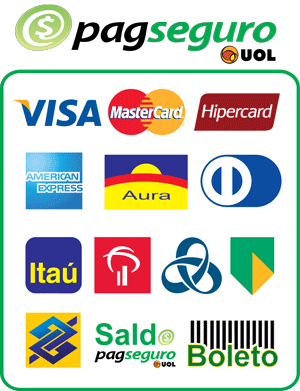 pagseguro
UOL
VISA MasterCard Hipercard
AMERICAN EXPRESS
Aura
Itaú
Saldo
pagseguro
UOL
Boleto